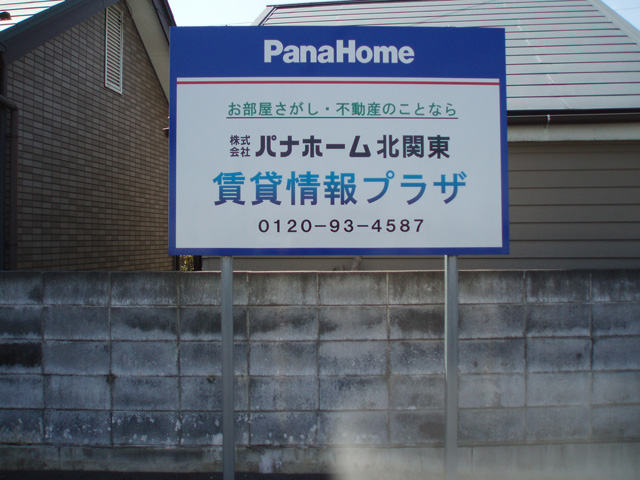 PanaHome
お部屋さがし・不動産のことなら
株式会社 パナホーム 北関東
賃貸情報プラザ
0120-93-4587